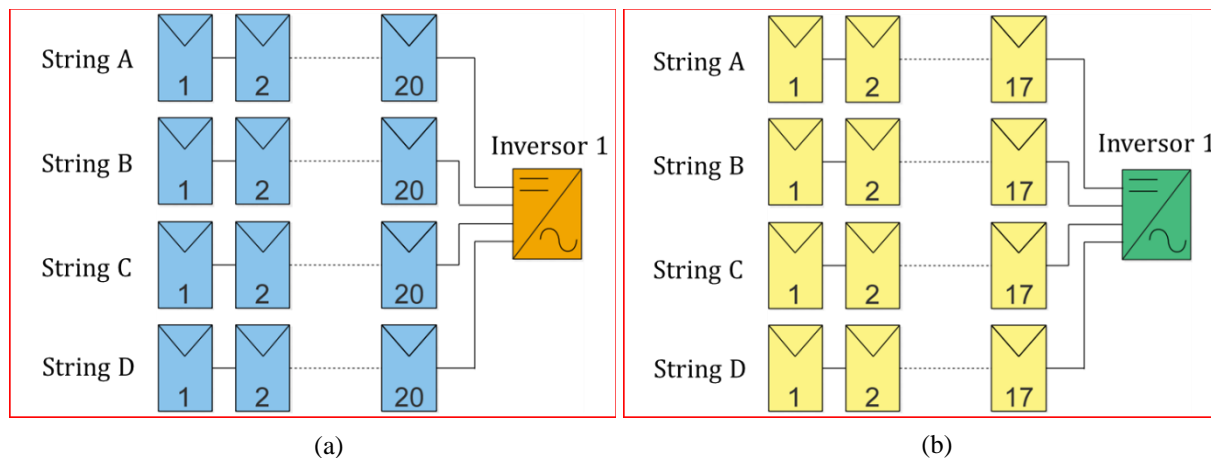 String A 1 2 20
Inversor 1
String B 1 2 20
String C 1 2 20
String D 1 2 20
(a)
String A 1 2 17
Inversor 1
String B 1 2 17
String C 1 2 17
String D 1 2 17
(b)